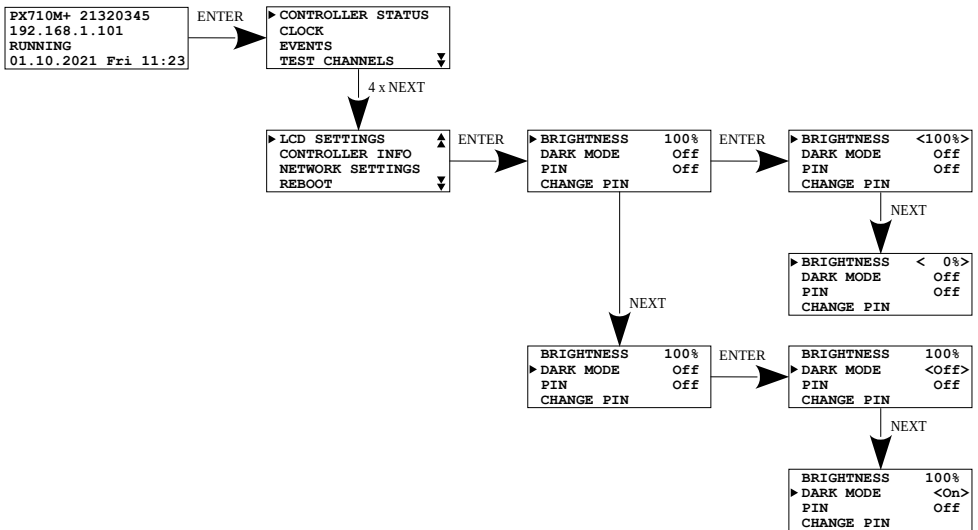 PX710M+ 21320345
192.168.1.101
RUNNING
01.10.2021 Fri 11:23
ENTER
CONTROLLER STATUS
CLOCK
EVENTS
TEST CHANNELS
4 x NEXT
LCD SETTINGS
CONTROLLER INFO
NETWORK SETTINGS
REBOOT
ENTER
BRIGHTNESS 100%
DARK MODE Off
PIN Off
CHANGE PIN
ENTER
BRIGHTNESS <100%>
DARK MODE Off
PIN Off
CHANGE PIN
NEXT
BRIGHTNESS < 0%>
DARK MODE Off
PIN Off
CHANGE PIN
NEXT
BRIGHTNESS 100%
DARK MODE Off
PIN Off
CHANGE PIN
ENTER
BRIGHTNESS 100%
DARK MODE <Off>
PIN Off
CHANGE PIN
NEXT
BRIGHTNESS 100%
DARK MODE <On>
PIN Off
CHANGE PIN